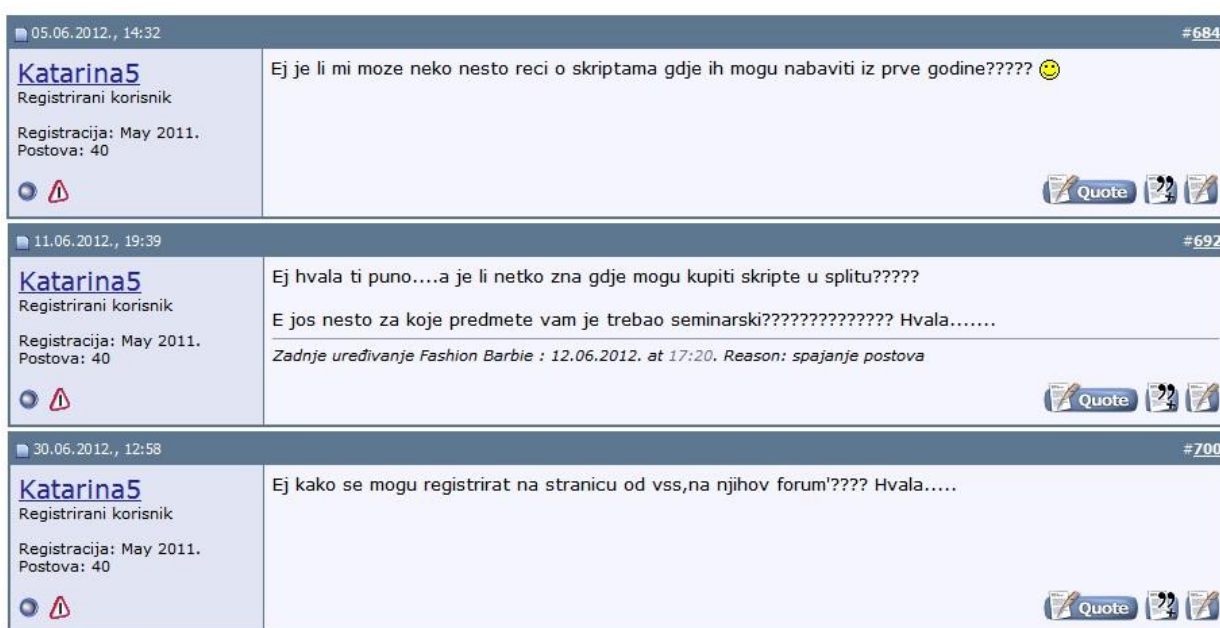 05.06.2012., 14:32 #684
Katarina5
Registrirani korisnik
Registracija: May 2011.
Postova: 40
Ej je li mi moze neko nesto reci o skriptama gdje ih mogu nabaviti iz prve godine?????
Quote
11.06.2012., 19:39 #692
Katarina5
Registrirani korisnik
Registracija: May 2011.
Postova: 40
Ej hvala ti puno....a je li netko zna gdje mogu kupiti skripte u splitu?????
E jos nesto za koje predmete vam je trebao seminarski?????????????? Hvala.......
Zadnje uređivanje Fashion Barbie : 12.06.2012. at 17:20. Reason: spajanje postova
Quote
30.06.2012., 12:58 #700
Katarina5
Registrirani korisnik
Registracija: May 2011.
Postova: 40
Ej kako se mogu registrirat na stranicu od vss,na njihov forum'???? Hvala.....
Quote